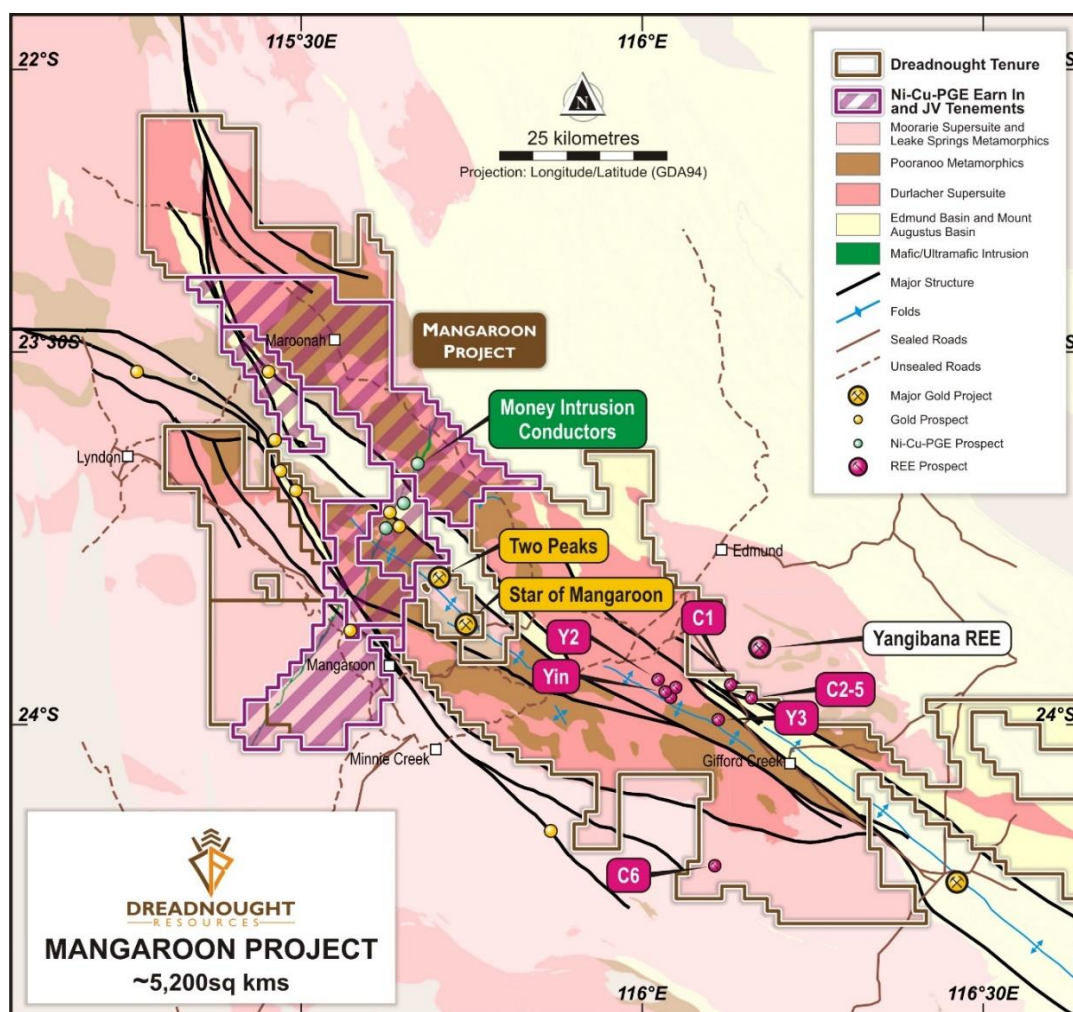 115°30E
116°E
22°S
S
N
25 kilometres
Projection: Longitude/Latitude (GDA94)
Dreadnought Tenure
Ni-Cu-PGE Earn In
and JV Tenements
Moorarie Supersuite and
Leake Springs Metamorphics
Pooranoo Metamorphics
Durlacher Supersuite
Edmund Basin and Mount
Augustus Basin
Mafic/Ultramafic Intrusion
Major Structure
Folds
Sealed Roads
Unsealed Roads
Major Gold Project
Gold Prospect
Ni-Cu-PGE Prospect
REE Prospect
23°30S
S
Maroonah
MANGAROON
PROJECT
Money Intrusion
Conductors
Lyndon
Two Peaks
Edmund
Star of Mangaroon
C1
Y2
Yangibana REE
Yin
Mangaroon
C2-5
Y3
24°S
24°S
Minnie Creek
Gifford Creek
C6
DREADNOUGHT
RESOURCES
MANGAROON PROJECT
~5,200sq kms
116°E
116°30E